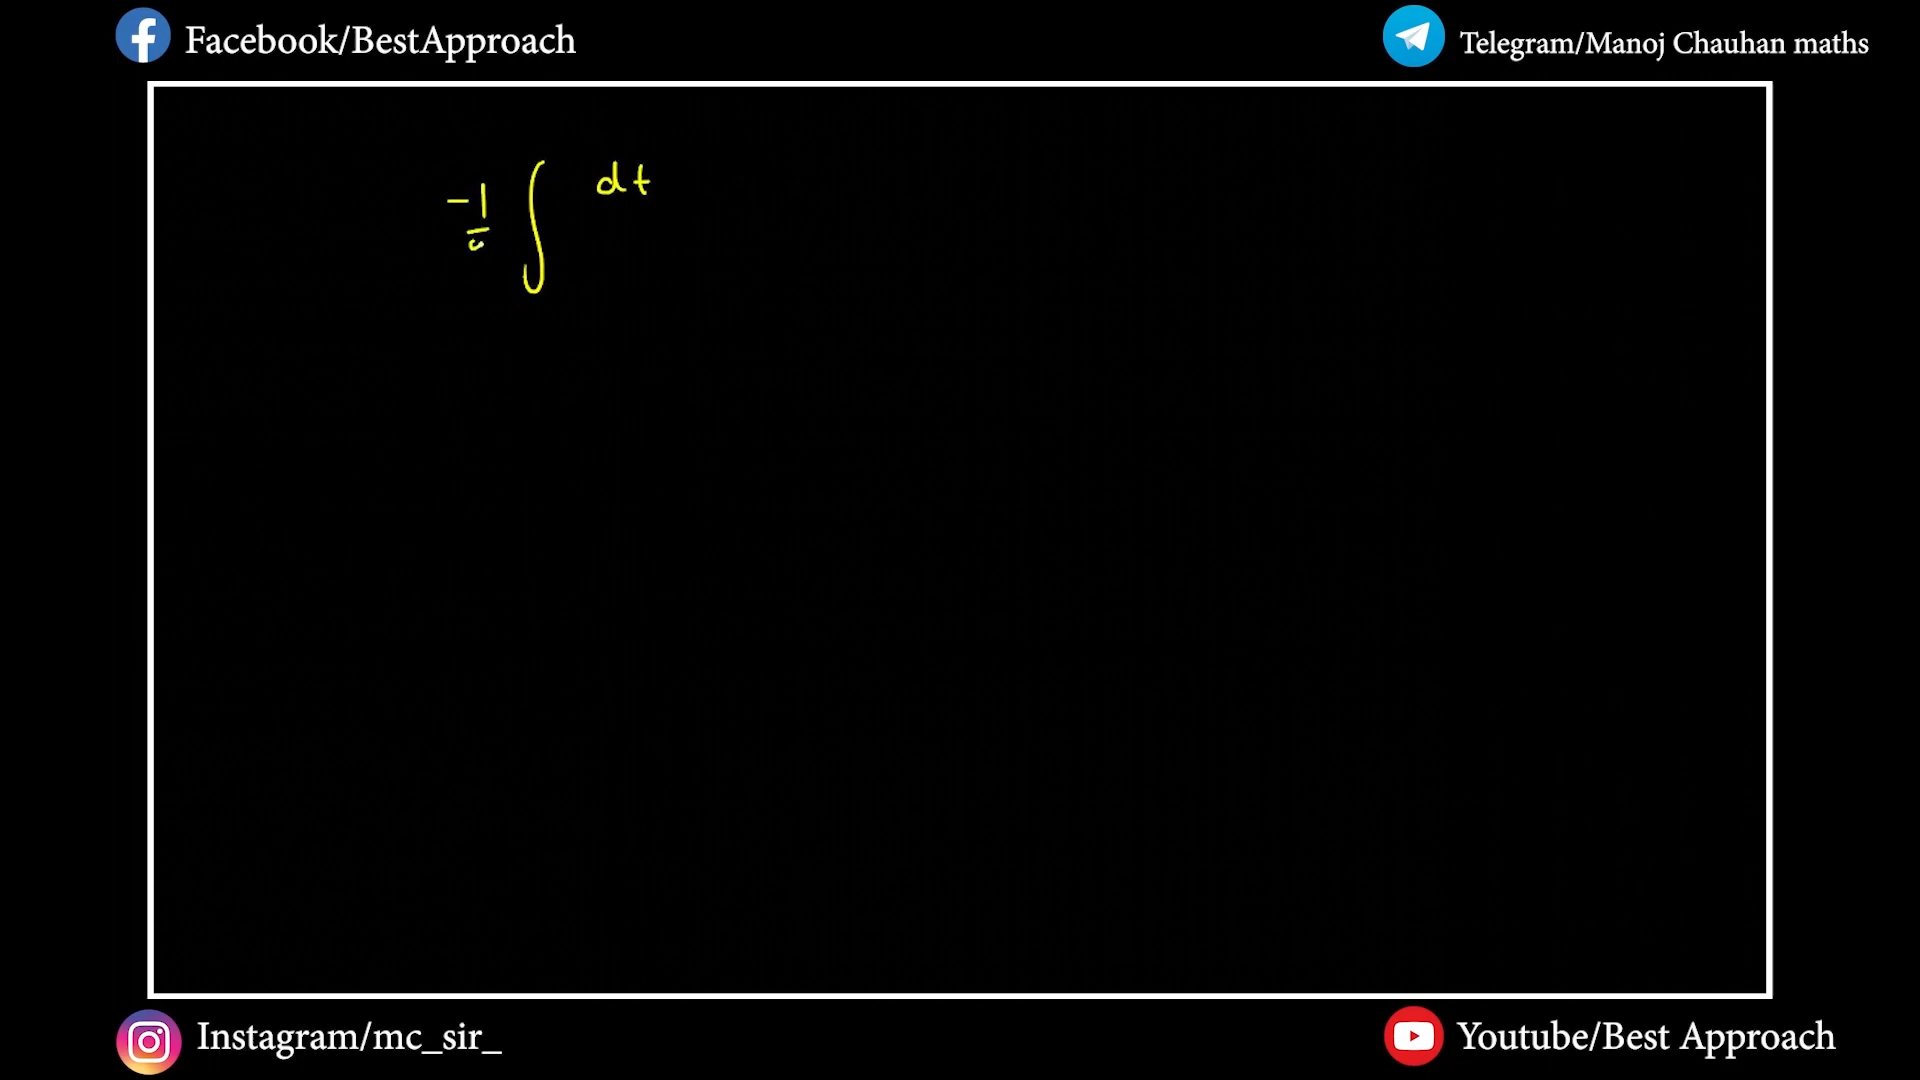 Facebook/BestApproach
Telegram/Manoj Chauhan maths
-1 ∫ dt
Instagram/mc_sir_
Youtube/Best Approach